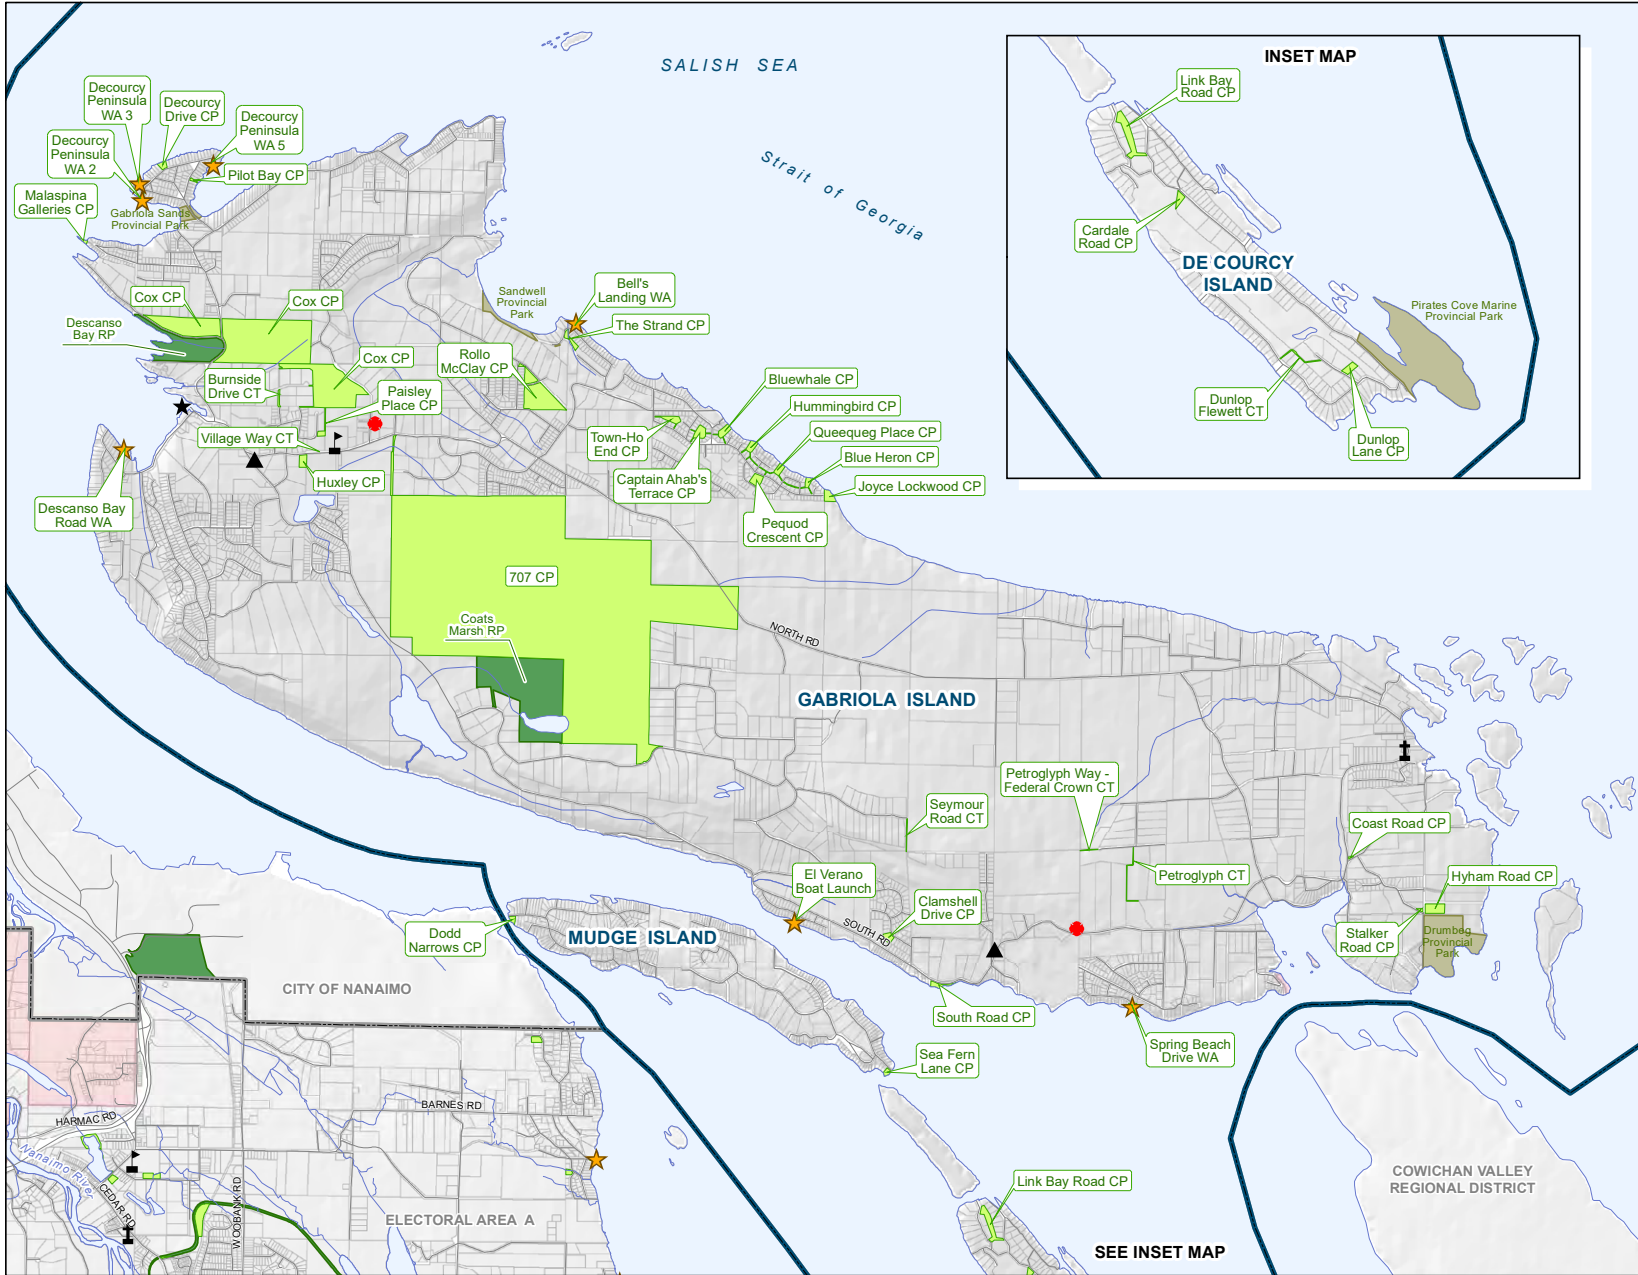 SALISH SEA
Strait of Georgia
INSET MAP
Link Bay
Road CP
Cardale
Road CP
DE COURCY
ISLAND
Pirates Cove Marine
Provincial Park
Dunlop
Flewett CT
Dunlop
Lane CP
Decourcy
Peninsula
WA 3
Decourcy
Drive CP
Decourcy
Peninsula
WA 5
Decourcy
Peninsula
WA 2
Pilot Bay CP
Malaspina
Galleries CP
Gabriola Sands
Provincial Park
Cox CP
Cox CP
Descanso
Bay RP
Sandwell
Provincial
Park
Bell's
Landing WA
The Strand CP
Cox CP
Rollo
McClay CP
Burnside
Drive CT
Paisley
Place CP
Bluewhale CP
Hummingbird CP
Village Way CT
Town-Ho
End CP
Queequeg Place CP
Blue Heron CP
Huxley CP
Captain Ahab's
Terrace CP
Joyce Lockwood CP
Descanso Bay
Road WA
Pequod
Crescent CP
707 CP
Coats
Marsh RP
NORTH RD
GABRIOLA ISLAND
Petroglyph Way -
Federal Crown CT
Seymour
Road CT
Coast Road CP
El Verano
Boat Launch
Petroglyph CT
Hyham Road CP
Clamshell
Drive CP
SOUTH RD
Dodd
Narrows CP
MUDGE ISLAND
Stalker
Road CP
Drumbeg
Provincial
Park
CITY OF NANAIMO
South Road CP
Spring Beach
Drive WA
Sea Fern
Lane CP
BARNES RD
HARMAC RD
Nanaimo River
CEDAR RD
WOOBANK RD
ELECTORAL AREA A
Link Bay Road CP
SEE INSET MAP
COWICHAN VALLEY
REGIONAL DISTRICT